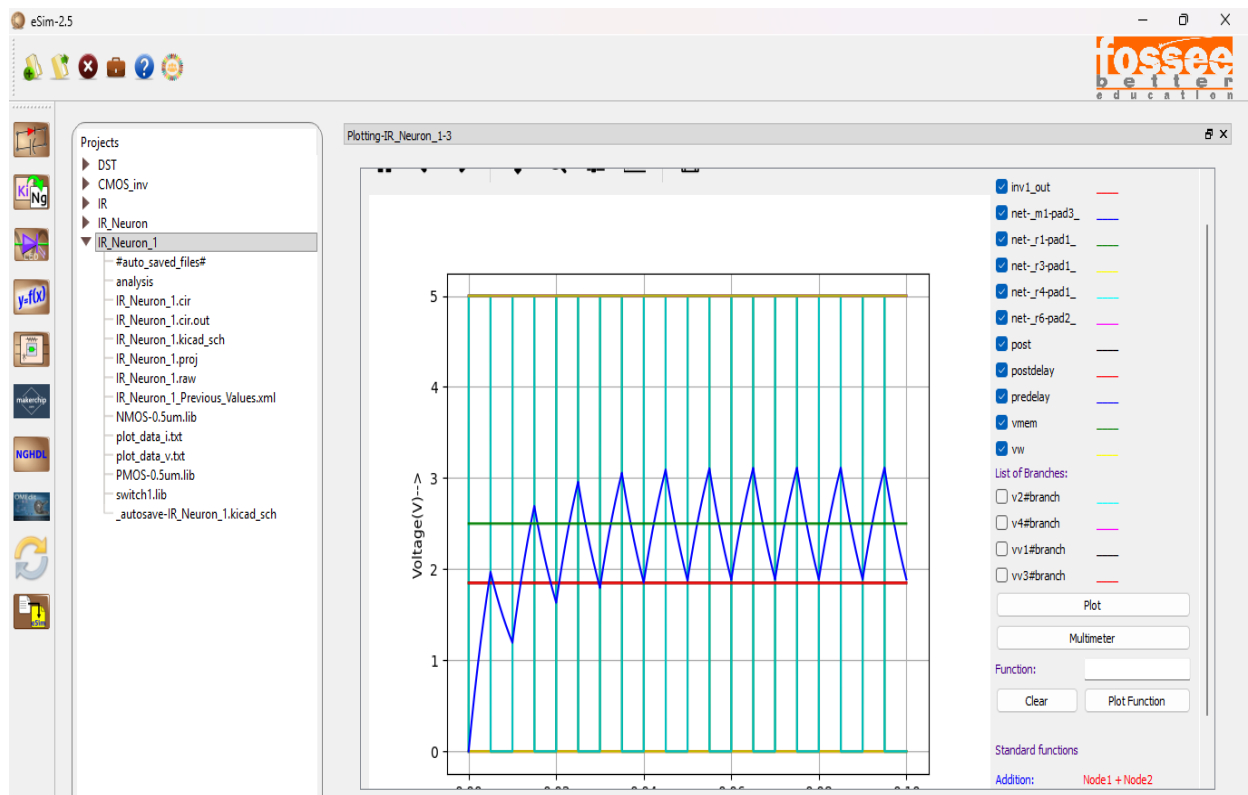 eSim-2.5
fossee
better
education
Projects
DST
CMOS_inv
IR
IR_Neuron
IR_Neuron_1
#auto_saved_files#
analysis
IR_Neuron_1.cir
IR_Neuron_1.cir.out
IR_Neuron_1.kicad_sch
IR_Neuron_1.proj
IR_Neuron_1.raw
IR_Neuron_1_Previous_Values.xml
NMOS-0.5um.lib
plot_data_i.txt
plot_data_v.txt
PMOS-0.5um.lib
switch1.lib
_autosave-IR_Neuron_1.kicad_sch
Ki Ng
y=f(x)
makerchip
NGHDL
eSim
Plotting-IR_Neuron_1-3
Voltage(V)-->
5
4
3
2
1
0
inv1_out
net-_m1-pad3_
net-_r1-pad1_
net-_r3-pad1_
net-_r4-pad1_
net-_r6-pad2_
post
postdelay
predelay
vmem
vw
List of Branches:
v2#branch
v4#branch
vv1#branch
vv3#branch
Plot
Multimeter
Function:
Clear
Plot Function
Standard functions
Addition: Node1 + Node2